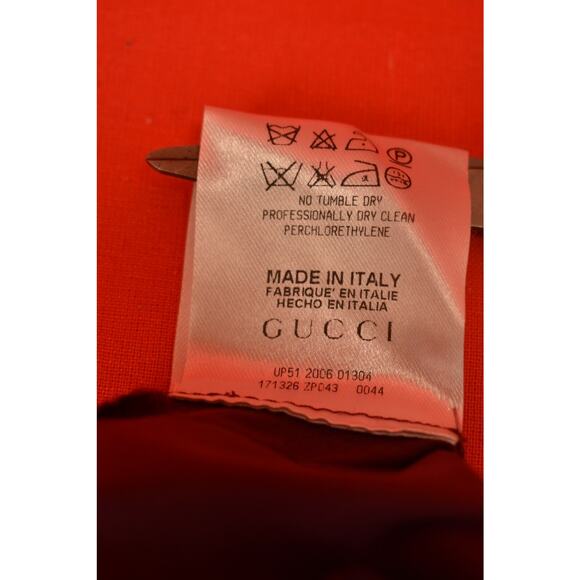 P
NO TUMBLE DRY
PROFESSIONALLY DRY CLEAN
PERCHLORETHYLENE
MADE IN ITALY
FABRIQUE' EN ITALIE
HECHO EN ITALIA
GUCCI
UP51 2006 01304
171326 ZP043 0044